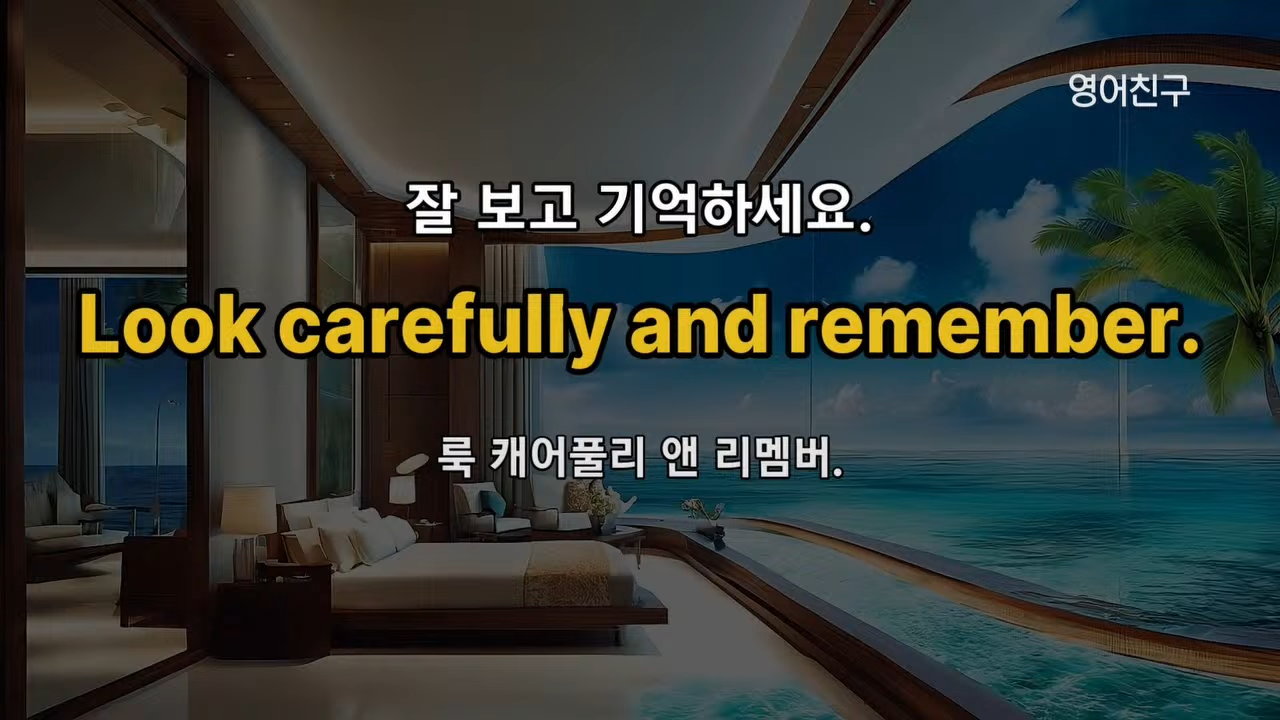 영어친구
잘 보고 기억하세요.
Look carefully and remember.
룩 캐어풀리 앤 리멤버.